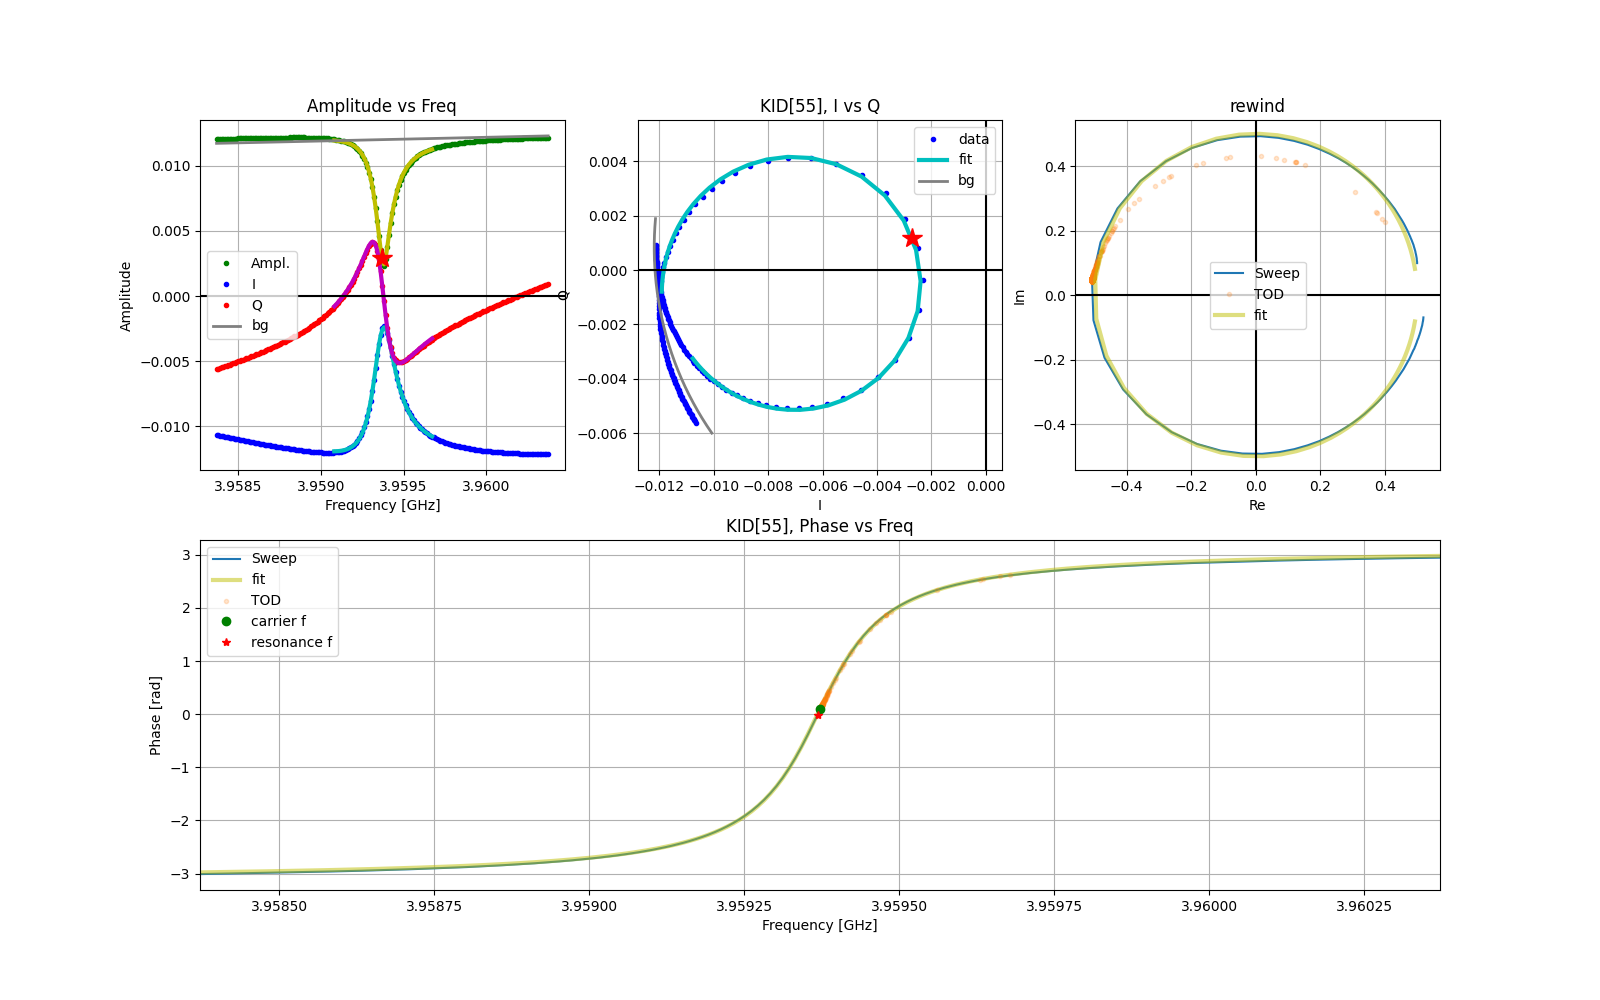 Amplitude vs Freq
Amplitude
0.010
0.005
0.000
−0.005
−0.010
Ampl.
I
Q
bg
3.9585
3.9590
3.9595
3.9600
Frequency [GHz]
KID[55], I vs Q
Q
0.004
0.002
0.000
−0.002
−0.004
−0.006
data
fit
bg
−0.012
−0.010
−0.008
−0.006
−0.004
−0.002
0.000
I
rewind
Im
0.4
0.2
0.0
−0.2
−0.4
Sweep
TOD
fit
−0.4
−0.2
0.0
0.2
0.4
Re
KID[55], Phase vs Freq
Phase [rad]
3
2
1
0
−1
−2
−3
Sweep
fit
TOD
carrier f
resonance f
3.95850
3.95875
3.95900
3.95925
3.95950
3.95975
3.96000
3.96025
Frequency [GHz]